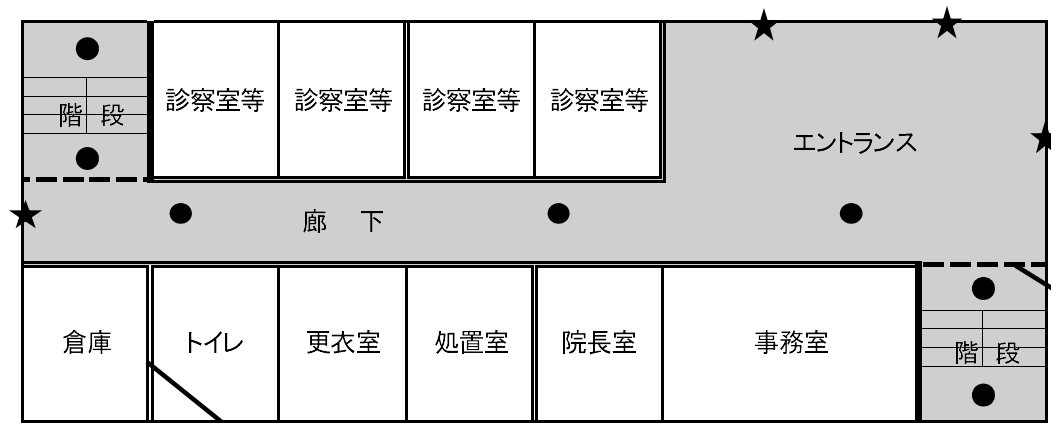 診察室等
診察室等
診察室等
診察室等
階 段
エントランス
廊 下
倉庫
トイレ
更衣室
処置室
院長室
事務室
階 段